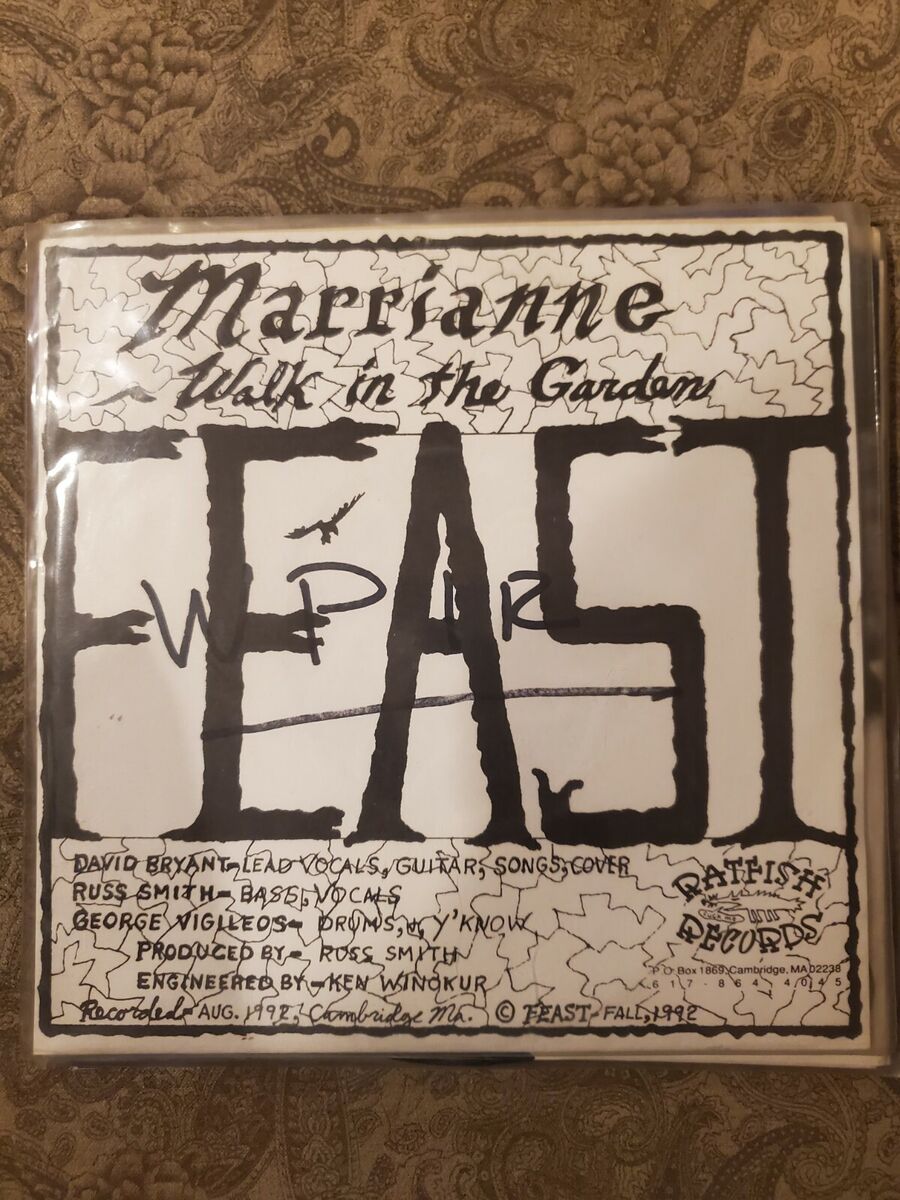 Marrianne
~ Walk in the Garden
FEAST
WPIR
DAVID BRYANT- LEAD VOCALS, GUITAR, SONGS, COVER
RUSS SMITH- BASS, VOCALS
GEORGE VIGILEOS- DRUMS, Y'KNOW
PRODUCED BY- RUSS SMITH
ENGINEERED BY- KEN WINOKUR
Recorded- AUG. 1992, Cambridge Ma. © FEAST- FALL, 1992
RATFISH
RECORDS
P O Box 1869, Cambridge, MA 02238
617-864-4045